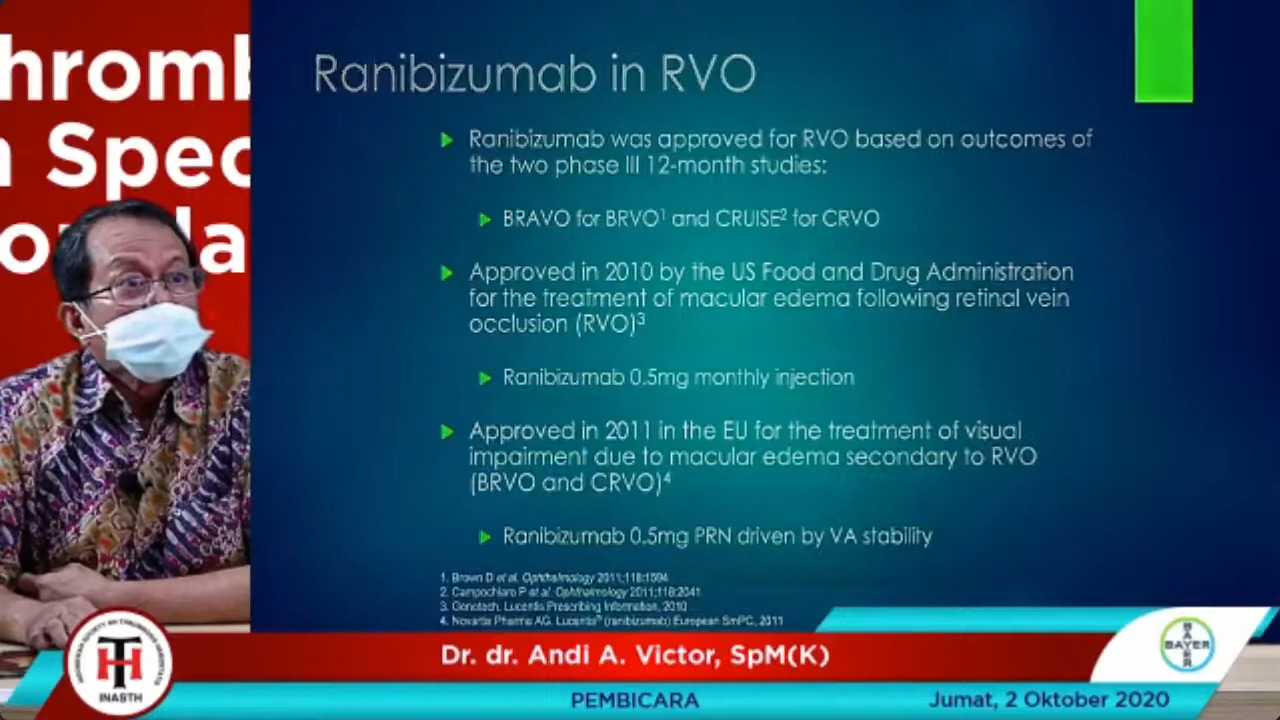 hromb
Spec
Ranibizumab in RVO
Ranibizumab was approved for RVO based on outcomes of
the two phase III 12-month studies:
BRAVO for BRVO¹ and CRUISE² for CRVO
Approved in 2010 by the US Food and Drug Administration
for the treatment of macular edema following retinal vein
occlusion (RVO)³
Ranibizumab 0.5mg monthly injection
Approved in 2011 in the EU for the treatment of visual
impairment due to macular edema secondary to RVO
(BRVO and CRVO)⁴
Ranibizumab 0.5mg PRN driven by VA stability
1. Brown D et al. Ophthalmology 2011;118:1594
2. Campochiaro P et al. Ophthalmology 2011;118:2041
3. Genetech, Lucentis Prescribing Information, 2010
4. Novartis Pharma AG. Lucentis® (ranibizumab) European SmPC, 2011
TH
INASTH
Dr. dr. Andi A. Victor, SpM(K)
BAYER
PEMBICARA
Jumat, 2 Oktober 2020